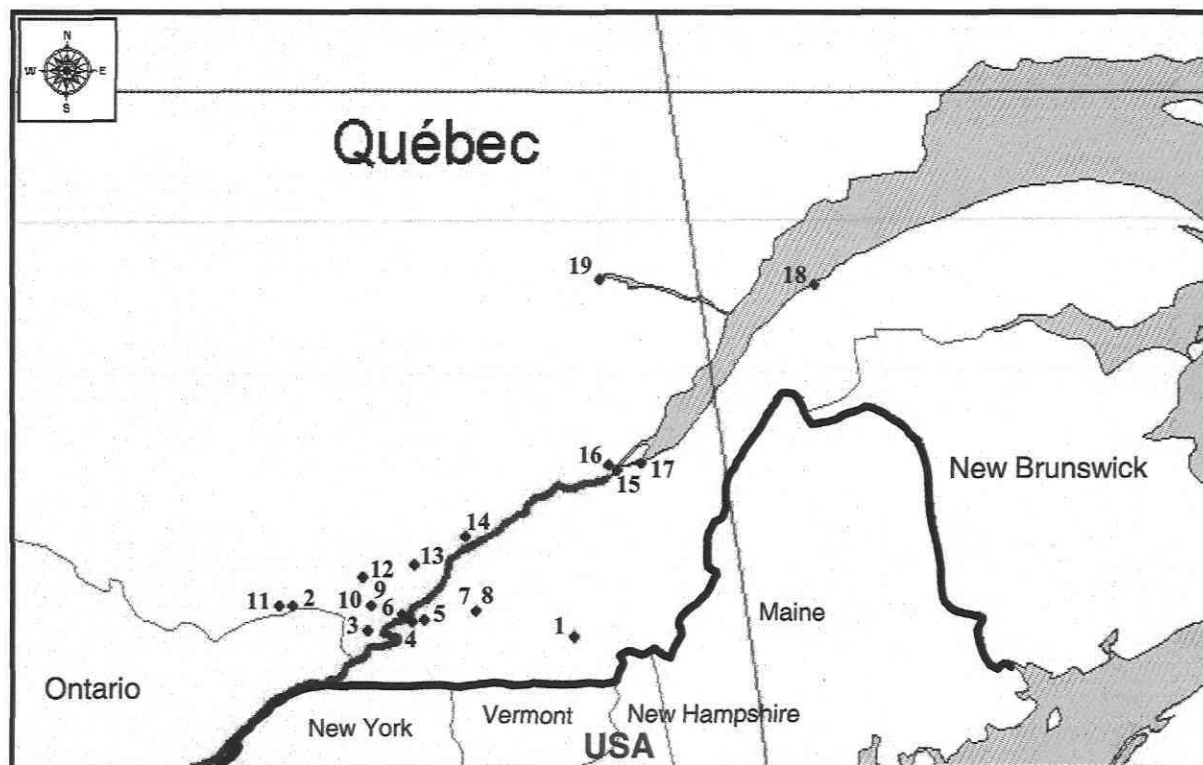 N
W E
S
Québec
19
18
16
17
15
New Brunswick
14
13
12
11 2 10 9 6 7 8
5
3 4
1
Maine
Ontario
New York
Vermont
New Hampshire
USA